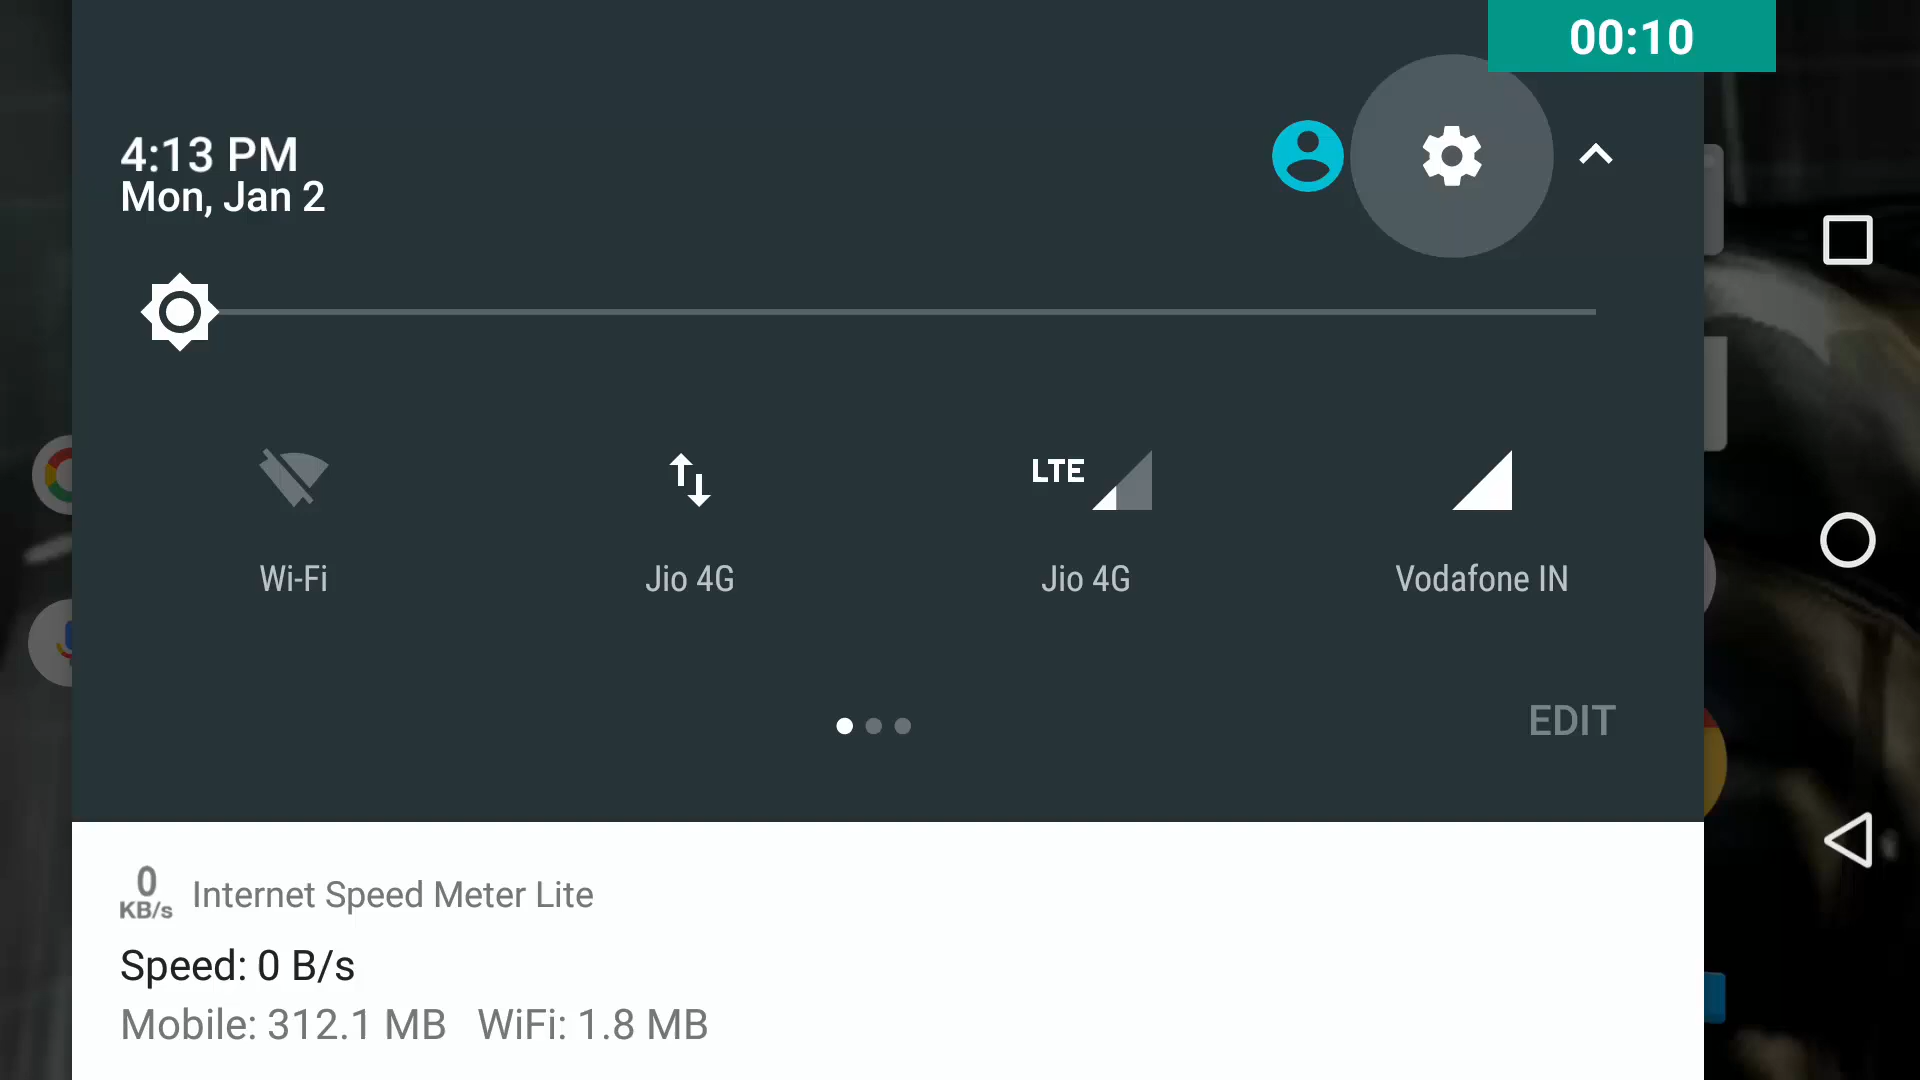 00:10
4:13 PM
Mon, Jan 2
LTE
Wi-Fi
Jio 4G
Jio 4G
Vodafone IN
EDIT
0
KB/s
Internet Speed Meter Lite
Speed: 0 B/s
Mobile: 312.1 MB WiFi: 1.8 MB